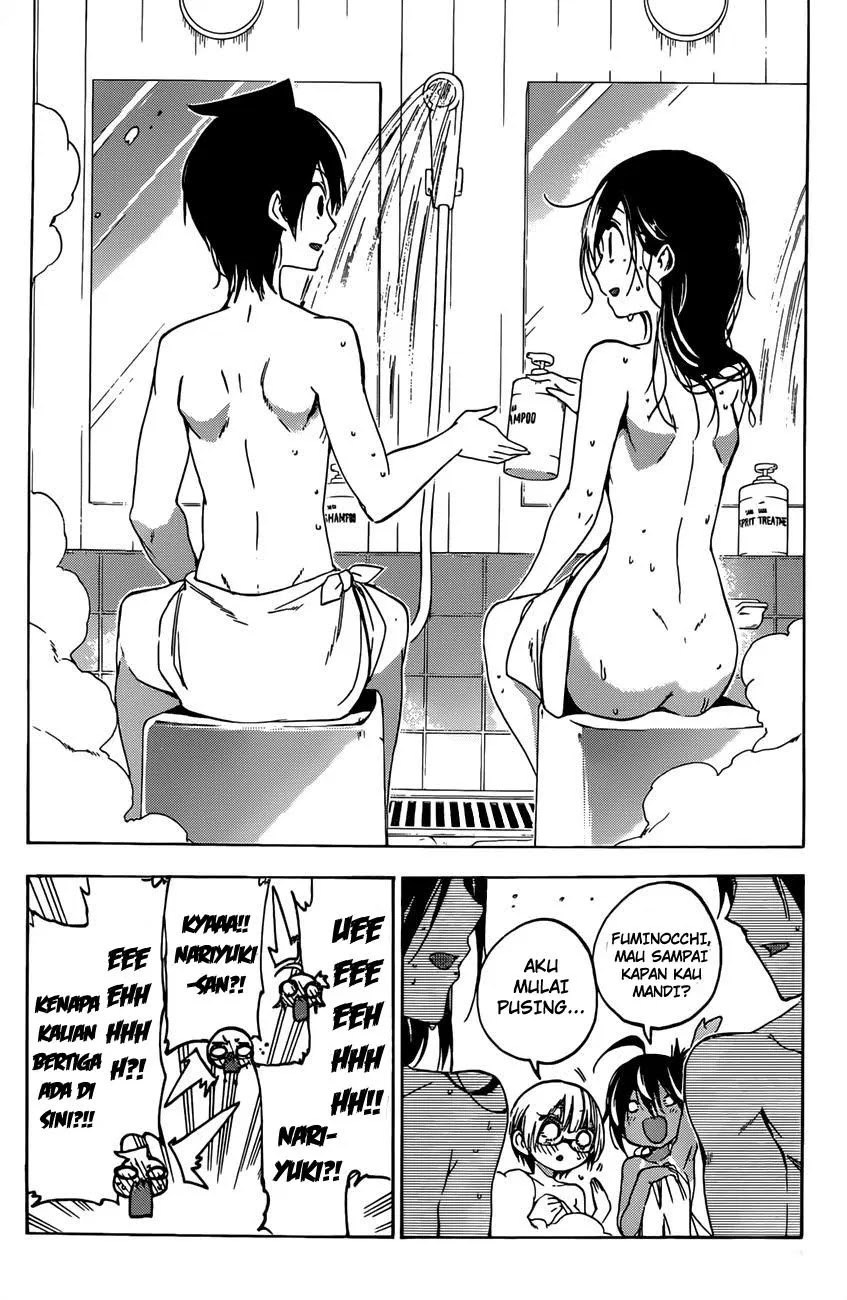 SHAMPOO
AMPOO
PRIT TREATME
FUMINOCCHI,
MAU SAMPAI
KAPAN KAU
MANDI?
AKU
MULAI
PUSING...
UEE
EEE
EEH
HHH
HH!!
NARI-
YUKI?!
KYAAA!!
NARIYUKI
-SAN?!
EEE
EHH
HHH
H?!
KENAPA
KALIAN
BERTIGA
ADA DI
SINI?!!